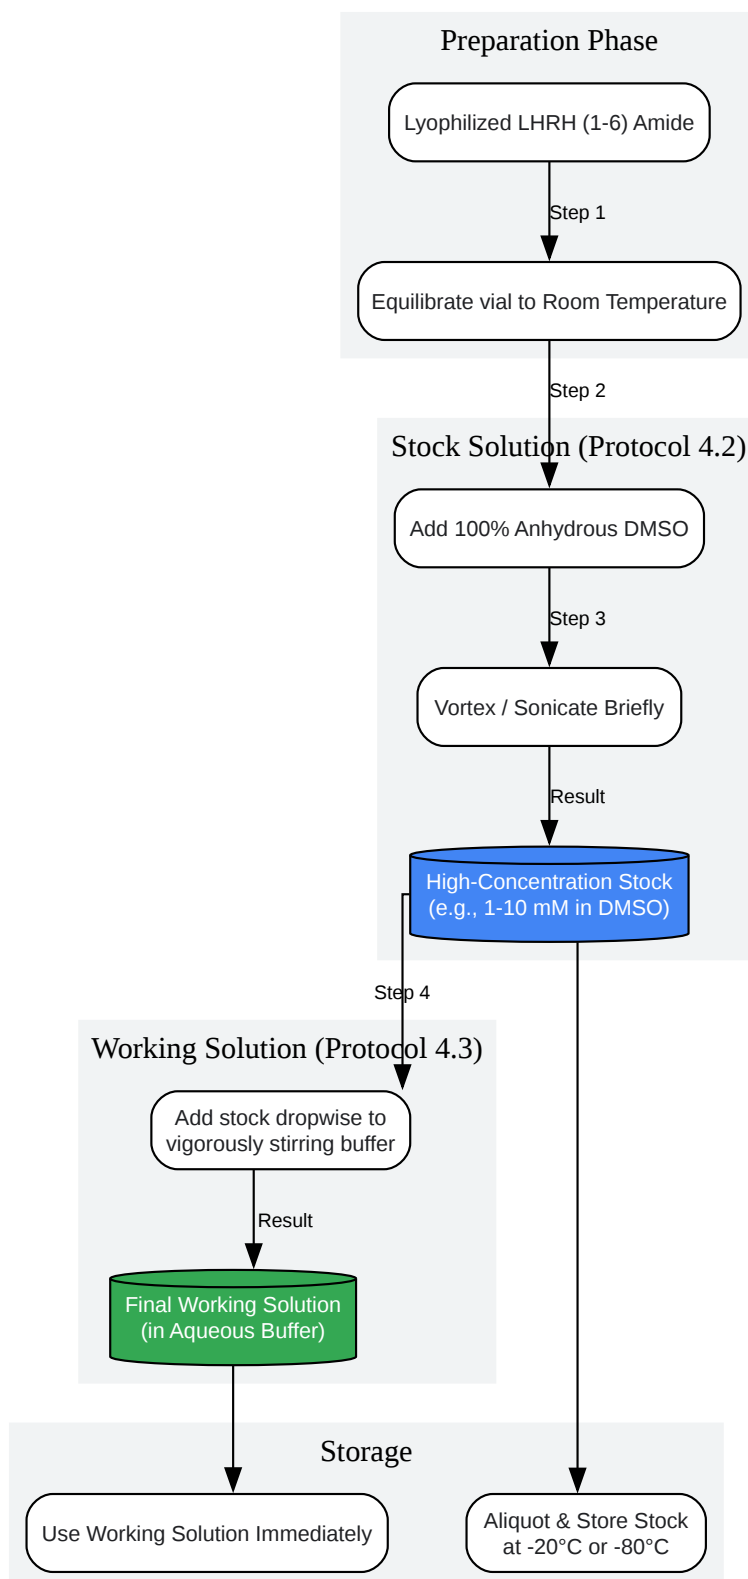 Preparation Phase
Lyophilized LHRH (1-6) Amide
Step 1
Equilibrate vial to Room Temperature
Step 2
Stock Solution (Protocol 4.2)
Add 100% Anhydrous DMSO
Step 3
Vortex / Sonicate Briefly
Result
High-Concentration Stock
(e.g., 1-10 mM in DMSO)
Step 4
Working Solution (Protocol 4.3)
Add stock dropwise to
vigorously stirring buffer
Result
Final Working Solution
(in Aqueous Buffer)
Storage
Use Working Solution Immediately
Aliquot & Store Stock
at -20°C or -80°C